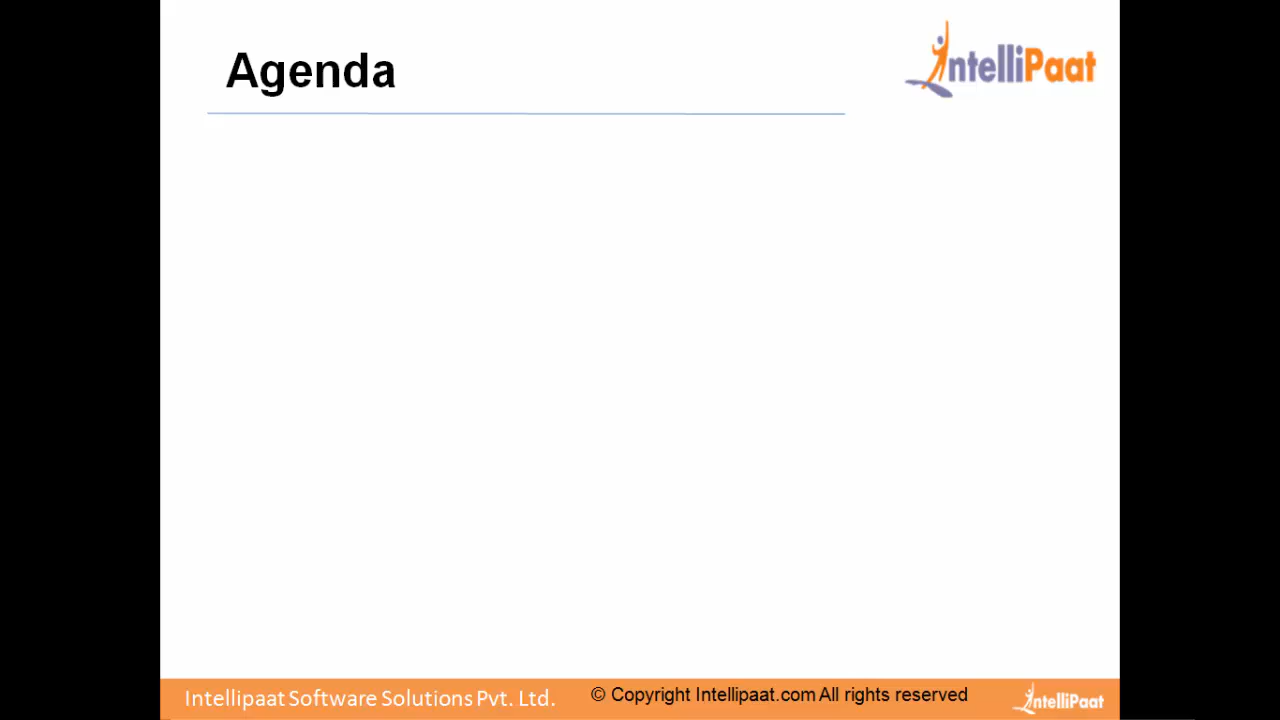 Agenda
IntelliPaat
Intellipaat Software Solutions Pvt. Ltd.
© Copyright Intellipaat.com All rights reserved
IntelliPaat